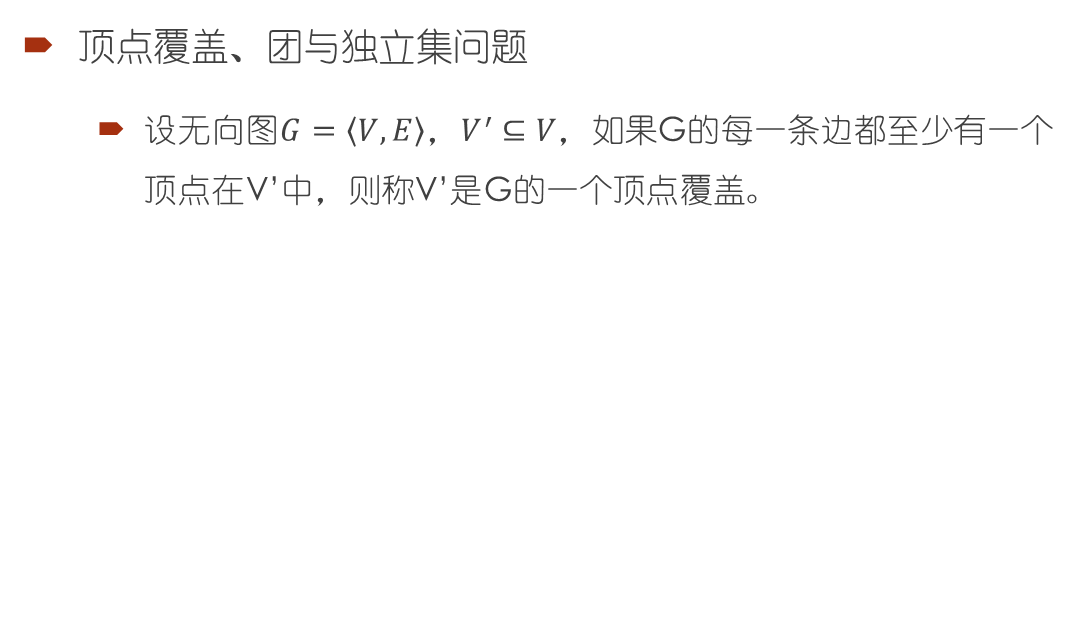 顶点覆盖、团与独立集问题
设无向图G = ⟨V, E⟩，V′ ⊆ V，如果G的每一条边都至少有一个
顶点在V'中，则称V'是G的一个顶点覆盖。